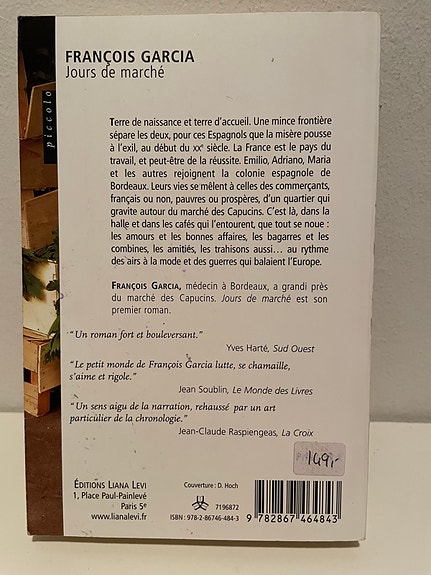 piccolo
FRANÇOIS GARCIA
Jours de marché
Terre de naissance et terre d'accueil. Une mince frontière
sépare les deux, pour ces Espagnols que la misère pousse
à l'exil, au début du XXe siècle. La France est le pays du
travail, et peut-être de la réussite. Emilio, Adriano, Maria
et les autres rejoignent la colonie espagnole de
Bordeaux. Leurs vies se mêlent à celles des commerçants,
français ou non, pauvres ou prospères, d'un quartier qui
gravite autour du marché des Capucins. C'est là, dans la
halle et dans les cafés qui l'entourent, que tout se noue :
les amours et les bonnes affaires, les bagarres et les
combines, les amitiés, les trahisons aussi... au rythme
des airs à la mode et des guerres qui balaient l'Europe.
FRANÇOIS GARCIA, médecin à Bordeaux, a grandi près
du marché des Capucins. Jours de marché est son
premier roman.
“Un roman fort et bouleversant.”
Yves Harté, Sud Ouest
“Le petit monde de François Garcia lutte, se chamaille,
s'aime et rigole.”
Jean Soublin, Le Monde des Livres
“Un sens aigu de la narration, rehaussé par un art
particulier de la chronologie.”
Jean-Claude Raspiengeas, La Croix
149,-
ÉDITIONS LIANA LEVI
1, Place Paul-Painlevé
Paris 5e
www.lianalevi.fr
Couverture : D. Hoch
7196872
ISBN : 978-2-86746-484-3
9 782867 464843